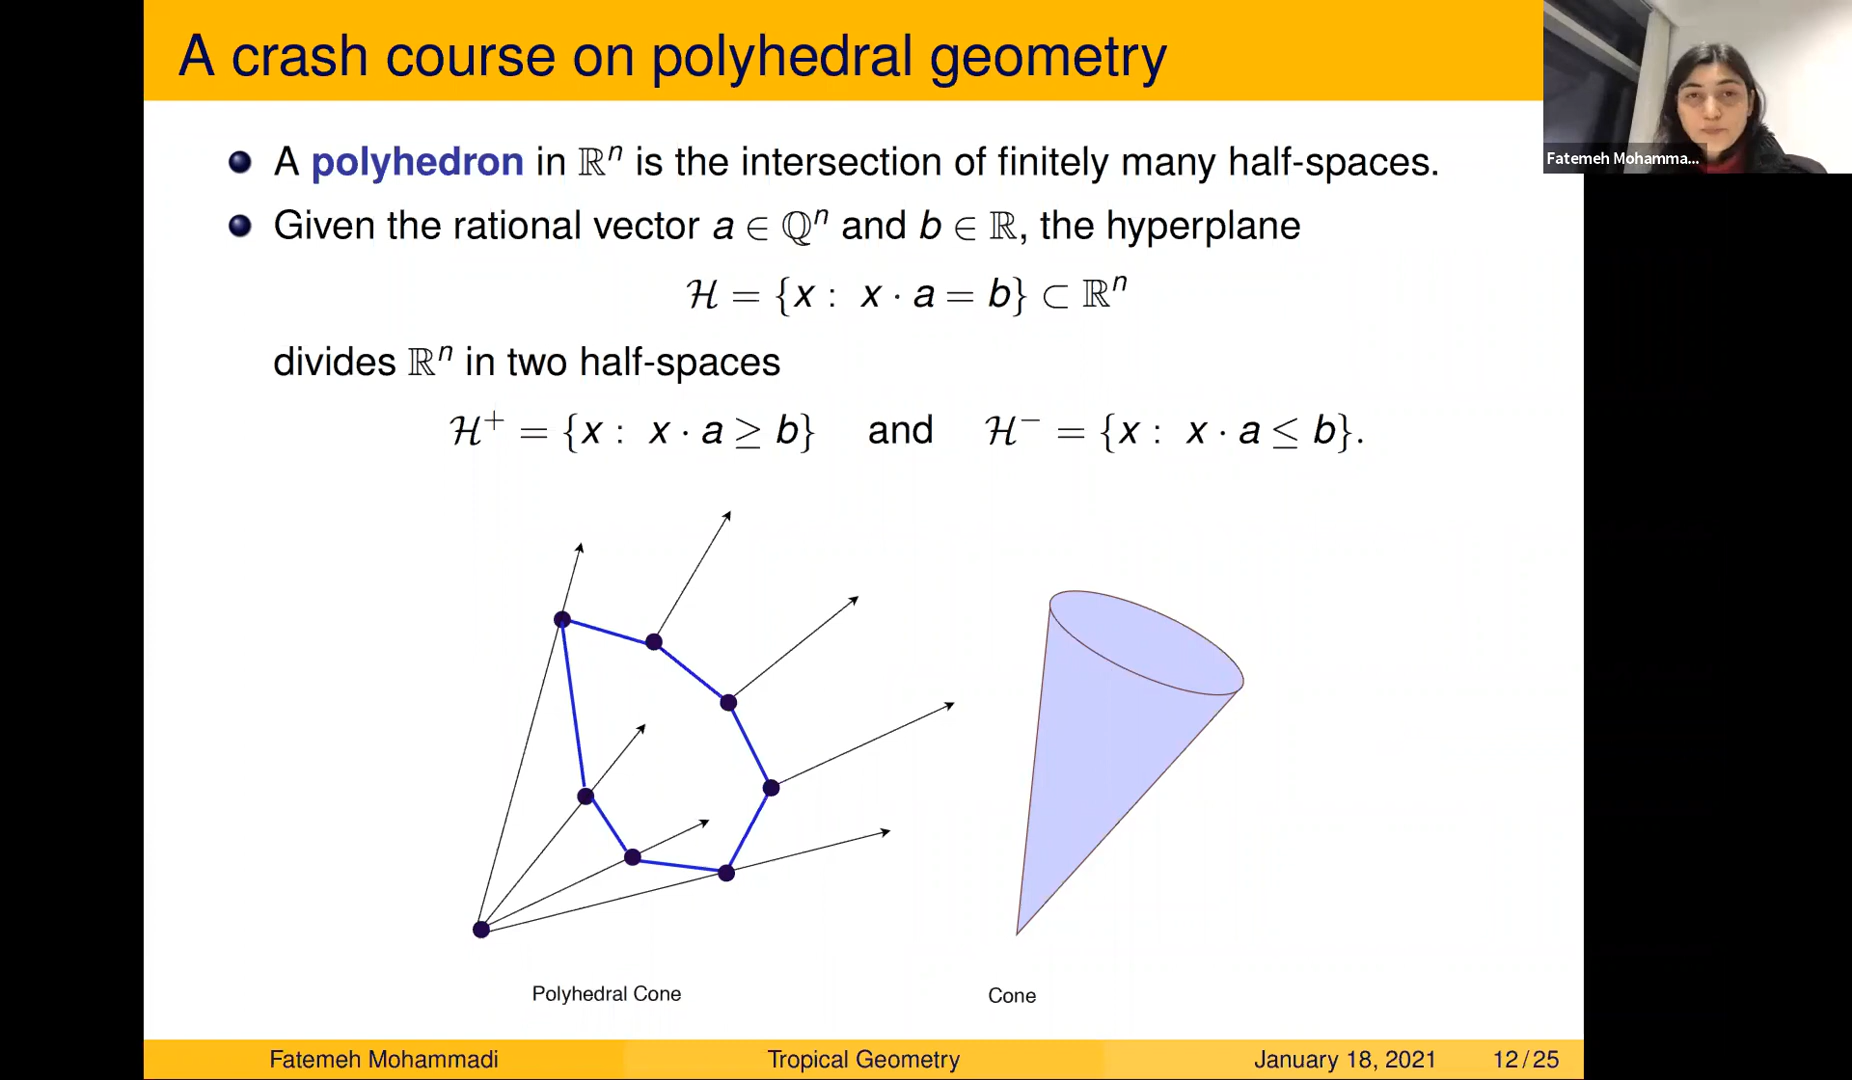 A crash course on polyhedral geometry
Fatemeh Mohamma...
A polyhedron in ℝⁿ is the intersection of finitely many half-spaces.
Given the rational vector a ∈ ℚⁿ and b ∈ ℝ, the hyperplane
ℋ = {x : x · a = b} ⊂ ℝⁿ
divides ℝⁿ in two half-spaces
ℋ⁺ = {x : x · a ≥ b} and ℋ⁻ = {x : x · a ≤ b}.
Polyhedral Cone
Cone
Fatemeh Mohammadi Tropical Geometry January 18, 2021 12/25